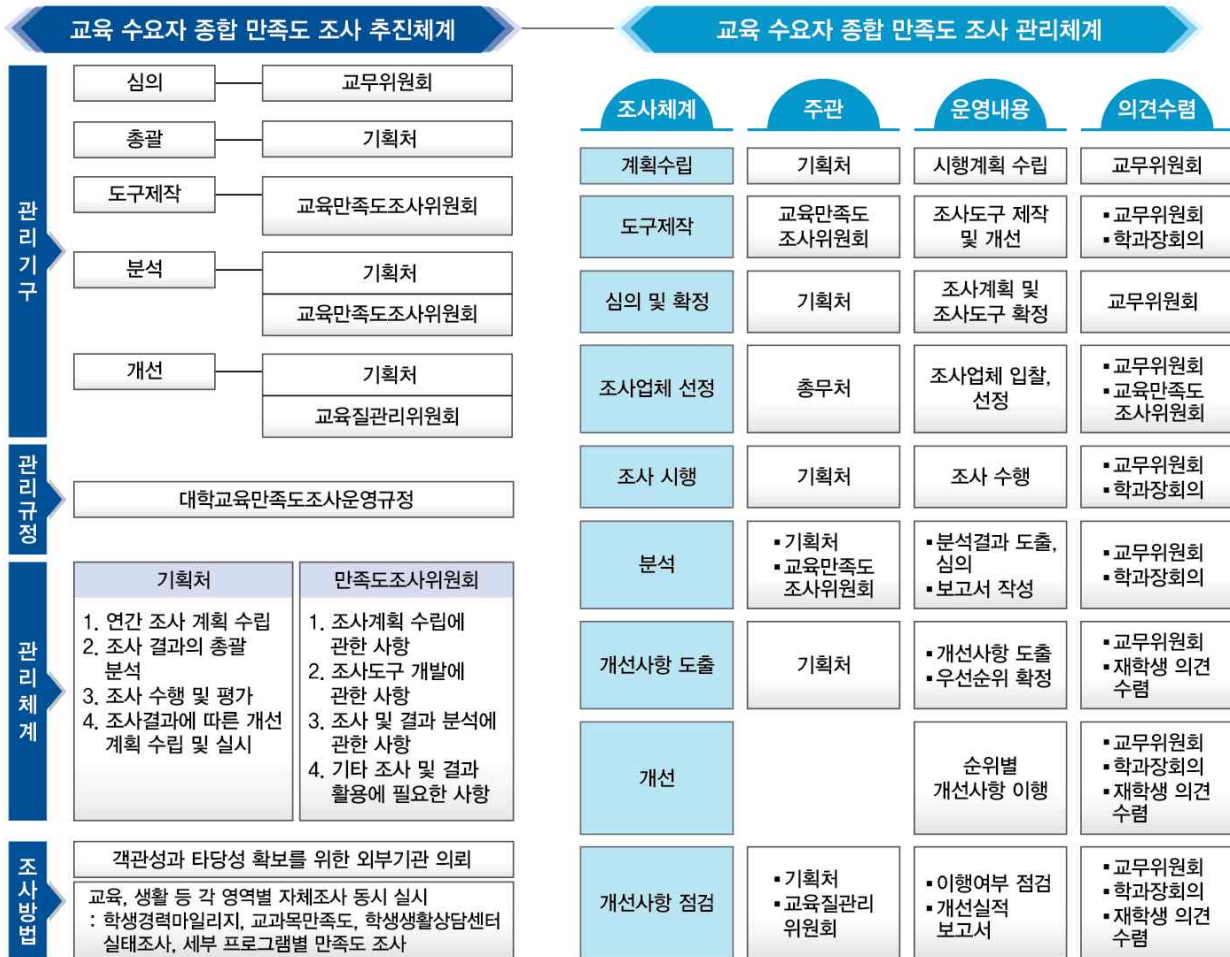 교육 수요자 종합 만족도 조사 추진체계
관리기구
심의
교무위원회
총괄
기획처
도구제작
교육만족도조사위원회
분석
기획처
교육만족도조사위원회
개선
기획처
교육질관리위원회
관리규정
대학교육만족도조사운영규정
관리체계
기획처
1. 연간 조사 계획 수립
2. 조사 결과의 총괄
분석
3. 조사 수행 및 평가
4. 조사결과에 따른 개선
계획 수립 및 실시
만족도조사위원회
1. 조사계획 수립에
관한 사항
2. 조사도구 개발에
관한 사항
3. 조사 및 결과 분석에
관한 사항
4. 기타 조사 및 결과
활용에 필요한 사항
조사방법
객관성과 타당성 확보를 위한 외부기관 의뢰
교육, 생활 등 각 영역별 자체조사 동시 실시
: 학생경력마일리지, 교과목만족도, 학생생활상담센터
실태조사, 세부 프로그램별 만족도 조사
교육 수요자 종합 만족도 조사 관리체계
조사체계
주관
운영내용
의견수렴
계획수립
기획처
시행계획 수립
교무위원회
도구제작
교육만족도
조사위원회
조사도구 제작
및 개선
▪교무위원회
▪학과장회의
심의 및 확정
기획처
조사계획 및
조사도구 확정
교무위원회
조사업체 선정
총무처
조사업체 입찰,
선정
▪교무위원회
▪교육만족도
조사위원회
조사 시행
기획처
조사 수행
▪교무위원회
▪학과장회의
분석
▪기획처
▪교육만족도
조사위원회
▪분석결과 도출,
심의
▪보고서 작성
▪교무위원회
▪학과장회의
개선사항 도출
기획처
▪개선사항 도출
▪우선순위 확정
▪교무위원회
▪재학생 의견
수렴
개선
순위별
개선사항 이행
▪교무위원회
▪학과장회의
▪재학생 의견
수렴
개선사항 점검
▪기획처
▪교육질관리
위원회
▪이행여부 점검
▪개선실적
보고서
▪교무위원회
▪학과장회의
▪재학생 의견
수렴